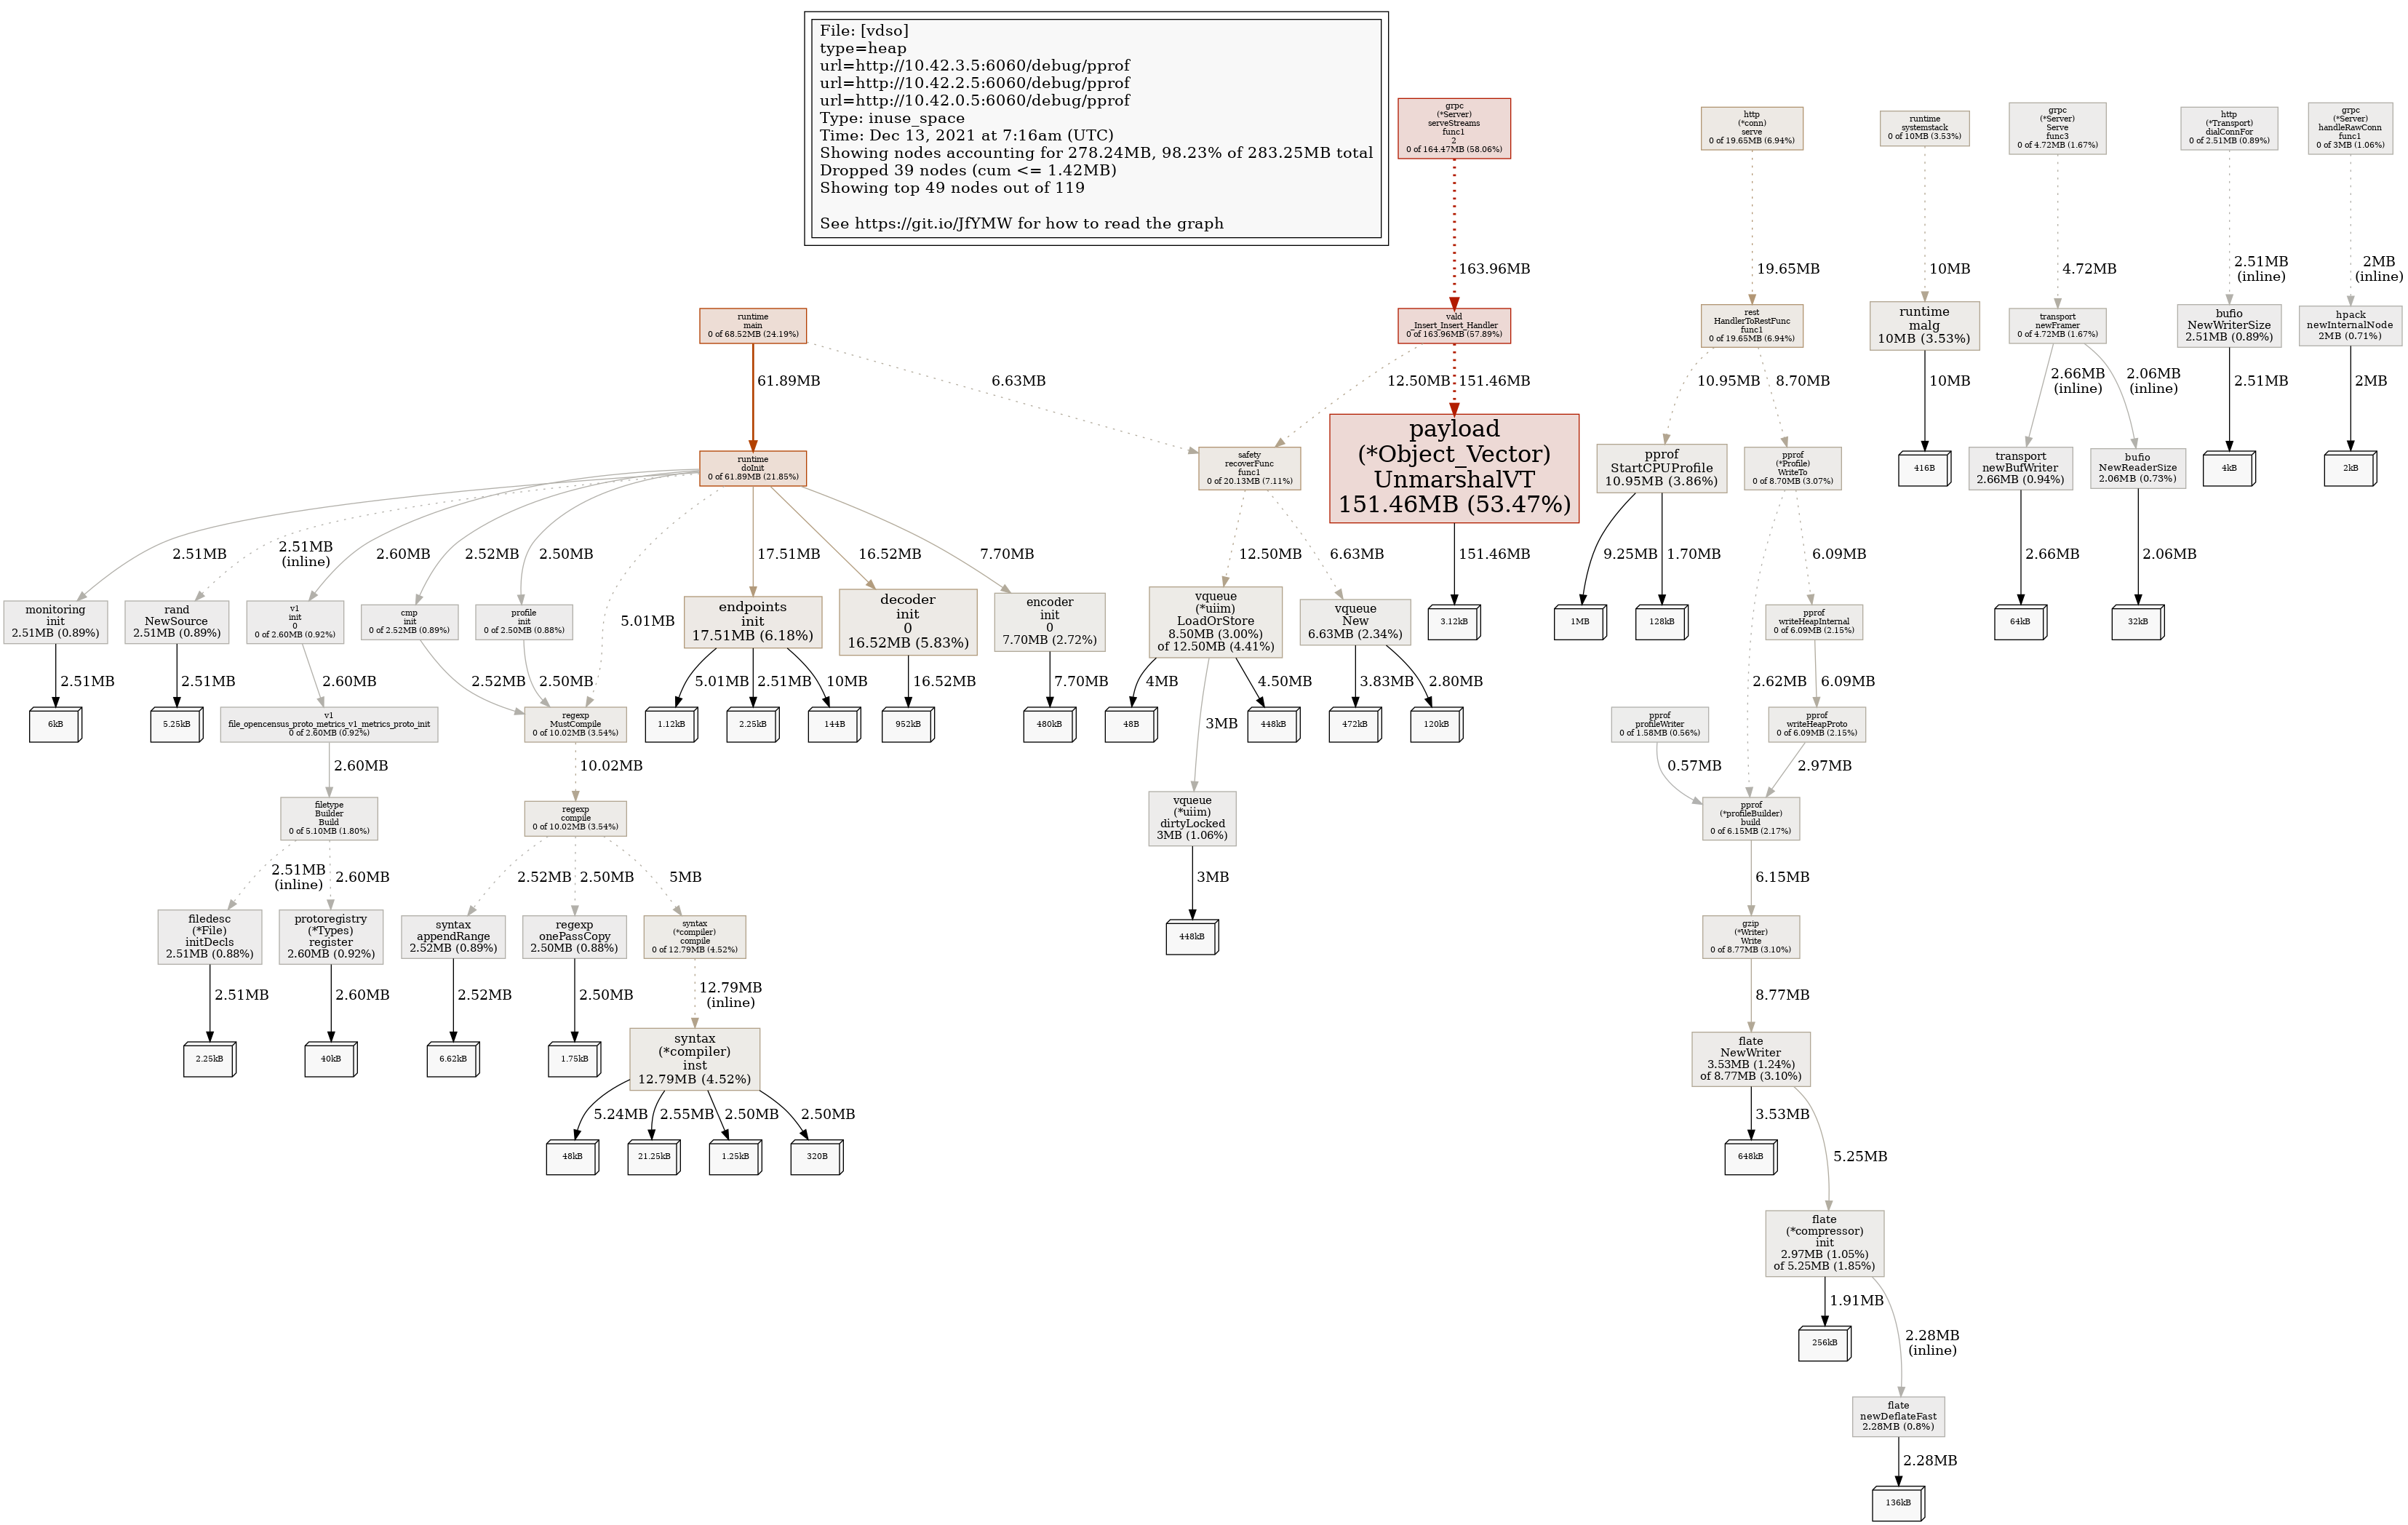 File: [vdso]
type=heap
url=http://10.42.3.5:6060/debug/pprof
url=http://10.42.2.5:6060/debug/pprof
url=http://10.42.0.5:6060/debug/pprof
Type: inuse_space
Time: Dec 13, 2021 at 7:16am (UTC)
Showing nodes accounting for 278.24MB, 98.23% of 283.25MB total
Dropped 39 nodes (cum <= 1.42MB)
Showing top 49 nodes out of 119
See https://git.io/JfYMW for how to read the graph
grpc
(*Server)
serveStreams
func1
2
0 of 164.47MB (58.06%)
http
(*conn)
serve
0 of 19.65MB (6.94%)
runtime
systemstack
0 of 10MB (3.53%)
grpc
(*Server)
Serve
func3
0 of 4.72MB (1.67%)
http
(*Transport)
dialConnFor
0 of 2.51MB (0.89%)
grpc
(*Server)
handleRawConn
func1
0 of 3MB (1.06%)
163.96MB
19.65MB
10MB
4.72MB
2.51MB
(inline)
2MB
(inline)
runtime
main
0 of 68.52MB (24.19%)
vald
_Insert_Insert_Handler
0 of 163.96MB (57.89%)
rest
HandlerToRestFunc
func1
0 of 19.65MB (6.94%)
runtime
malg
10MB (3.53%)
transport
newFramer
0 of 4.72MB (1.67%)
bufio
NewWriterSize
2.51MB (0.89%)
hpack
newInternalNode
2MB (0.71%)
61.89MB
6.63MB
12.50MB
151.46MB
10.95MB
8.70MB
10MB
2.66MB
(inline)
2.06MB
(inline)
2.51MB
2MB
runtime
doInit
0 of 61.89MB (21.85%)
safety
recoverFunc
func1
0 of 20.13MB (7.11%)
payload
(*Object_Vector)
UnmarshalVT
151.46MB (53.47%)
pprof
StartCPUProfile
10.95MB (3.86%)
pprof
(*Profile)
WriteTo
0 of 8.70MB (3.07%)
416B
transport
newBufWriter
2.66MB (0.94%)
bufio
NewReaderSize
2.06MB (0.73%)
4kB
2kB
2.51MB
2.51MB
(inline)
2.60MB
2.52MB
2.50MB
5.01MB
17.51MB
16.52MB
7.70MB
12.50MB
6.63MB
151.46MB
9.25MB
1.70MB
6.09MB
2.66MB
2.06MB
monitoring
init
2.51MB (0.89%)
rand
NewSource
2.51MB (0.89%)
v1
init
0
0 of 2.60MB (0.92%)
cmp
init
0 of 2.52MB (0.89%)
profile
init
0 of 2.50MB (0.88%)
endpoints
init
17.51MB (6.18%)
decoder
init
0
16.52MB (5.83%)
encoder
init
0
7.70MB (2.72%)
vqueue
(*uiim)
LoadOrStore
8.50MB (3.00%)
of 12.50MB (4.41%)
vqueue
New
6.63MB (2.34%)
3.12kB
1MB
128kB
pprof
writeHeapInternal
0 of 6.09MB (2.15%)
64kB
32kB
2.51MB
2.51MB
2.60MB
2.52MB
2.50MB
5.01MB
2.51MB
10MB
16.52MB
7.70MB
4MB
3MB
4.50MB
3.83MB
2.80MB
2.62MB
6.09MB
6kB
5.25kB
v1
file_opencensus_proto_metrics_v1_metrics_proto_init
0 of 2.60MB (0.92%)
regexp
MustCompile
0 of 10.02MB (3.54%)
1.12kB
2.25kB
144B
952kB
480kB
48B
448kB
472kB
120kB
pprof
profileWriter
0 of 1.58MB (0.56%)
pprof
writeHeapProto
0 of 6.09MB (2.15%)
2.60MB
10.02MB
0.57MB
2.97MB
filetype
Builder
Build
0 of 5.10MB (1.80%)
regexp
compile
0 of 10.02MB (3.54%)
vqueue
(*uiim)
dirtyLocked
3MB (1.06%)
pprof
(*profileBuilder)
build
0 of 6.15MB (2.17%)
2.51MB
(inline)
2.60MB
2.52MB
2.50MB
5MB
3MB
6.15MB
filedesc
(*File)
initDecls
2.51MB (0.88%)
protoregistry
(*Types)
register
2.60MB (0.92%)
syntax
appendRange
2.52MB (0.89%)
regexp
onePassCopy
2.50MB (0.88%)
syntax
(*compiler)
compile
0 of 12.79MB (4.52%)
448kB
gzip
(*Writer)
Write
0 of 8.77MB (3.10%)
2.51MB
2.60MB
2.52MB
2.50MB
12.79MB
(inline)
8.77MB
2.25kB
40kB
6.62kB
1.75kB
syntax
(*compiler)
inst
12.79MB (4.52%)
flate
NewWriter
3.53MB (1.24%)
of 8.77MB (3.10%)
5.24MB
2.55MB
2.50MB
2.50MB
3.53MB
5.25MB
48kB
21.25kB
1.25kB
320B
648kB
flate
(*compressor)
init
2.97MB (1.05%)
of 5.25MB (1.85%)
1.91MB
2.28MB
(inline)
256kB
flate
newDeflateFast
2.28MB (0.8%)
2.28MB
136kB